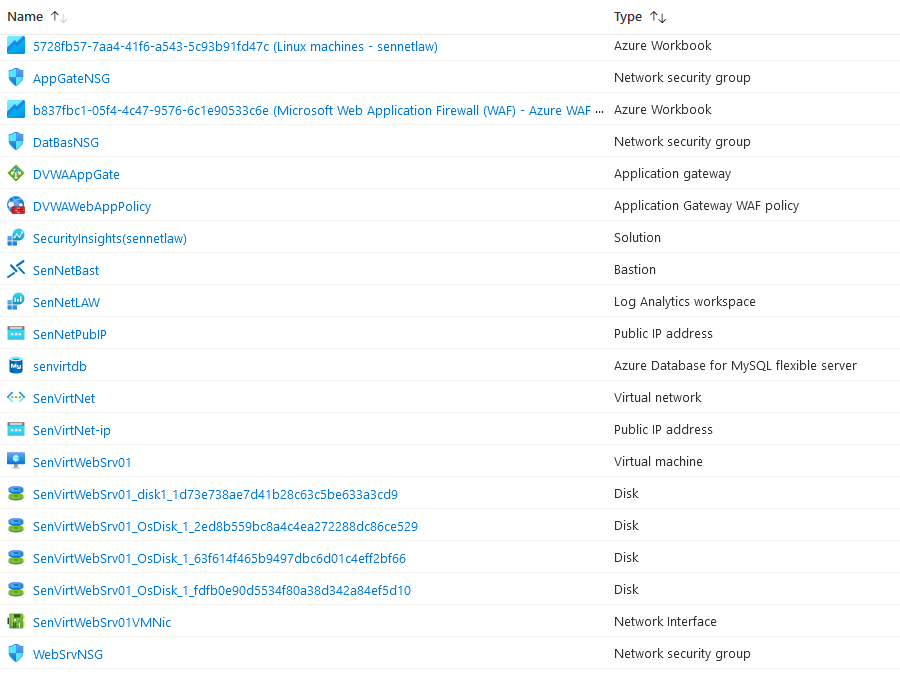 Name ↑↓ Type ↑↓
5728fb57-7aa4-41f6-a543-5c93b91fd47c (Linux machines - sennetlaw) Azure Workbook
AppGateNSG Network security group
b837fbc1-05f4-4c47-9576-6c1e90533c6e (Microsoft Web Application Firewall (WAF) - Azure WAF ... Azure Workbook
DatBasNSG Network security group
DVWAAppGate Application gateway
DVWAWebAppPolicy Application Gateway WAF policy
SecurityInsights(sennetlaw) Solution
SenNetBast Bastion
SenNetLAW Log Analytics workspace
SenNetPubIP Public IP address
My senvirtdb Azure Database for MySQL flexible server
SenVirtNet Virtual network
SenVirtNet-ip Public IP address
SenVirtWebSrv01 Virtual machine
SenVirtWebSrv01_disk1_1d73e738ae7d41b28c63c5be633a3cd9 Disk
SenVirtWebSrv01_OsDisk_1_2ed8b559bc8a4c4ea272288dc86ce529 Disk
SenVirtWebSrv01_OsDisk_1_63f614f465b9497dbc6d01c4eff2bf66 Disk
SenVirtWebSrv01_OsDisk_1_fdfb0e90d5534f80a38d342a84ef5d10 Disk
SenVirtWebSrv01VMNic Network Interface
WebSrvNSG Network security group